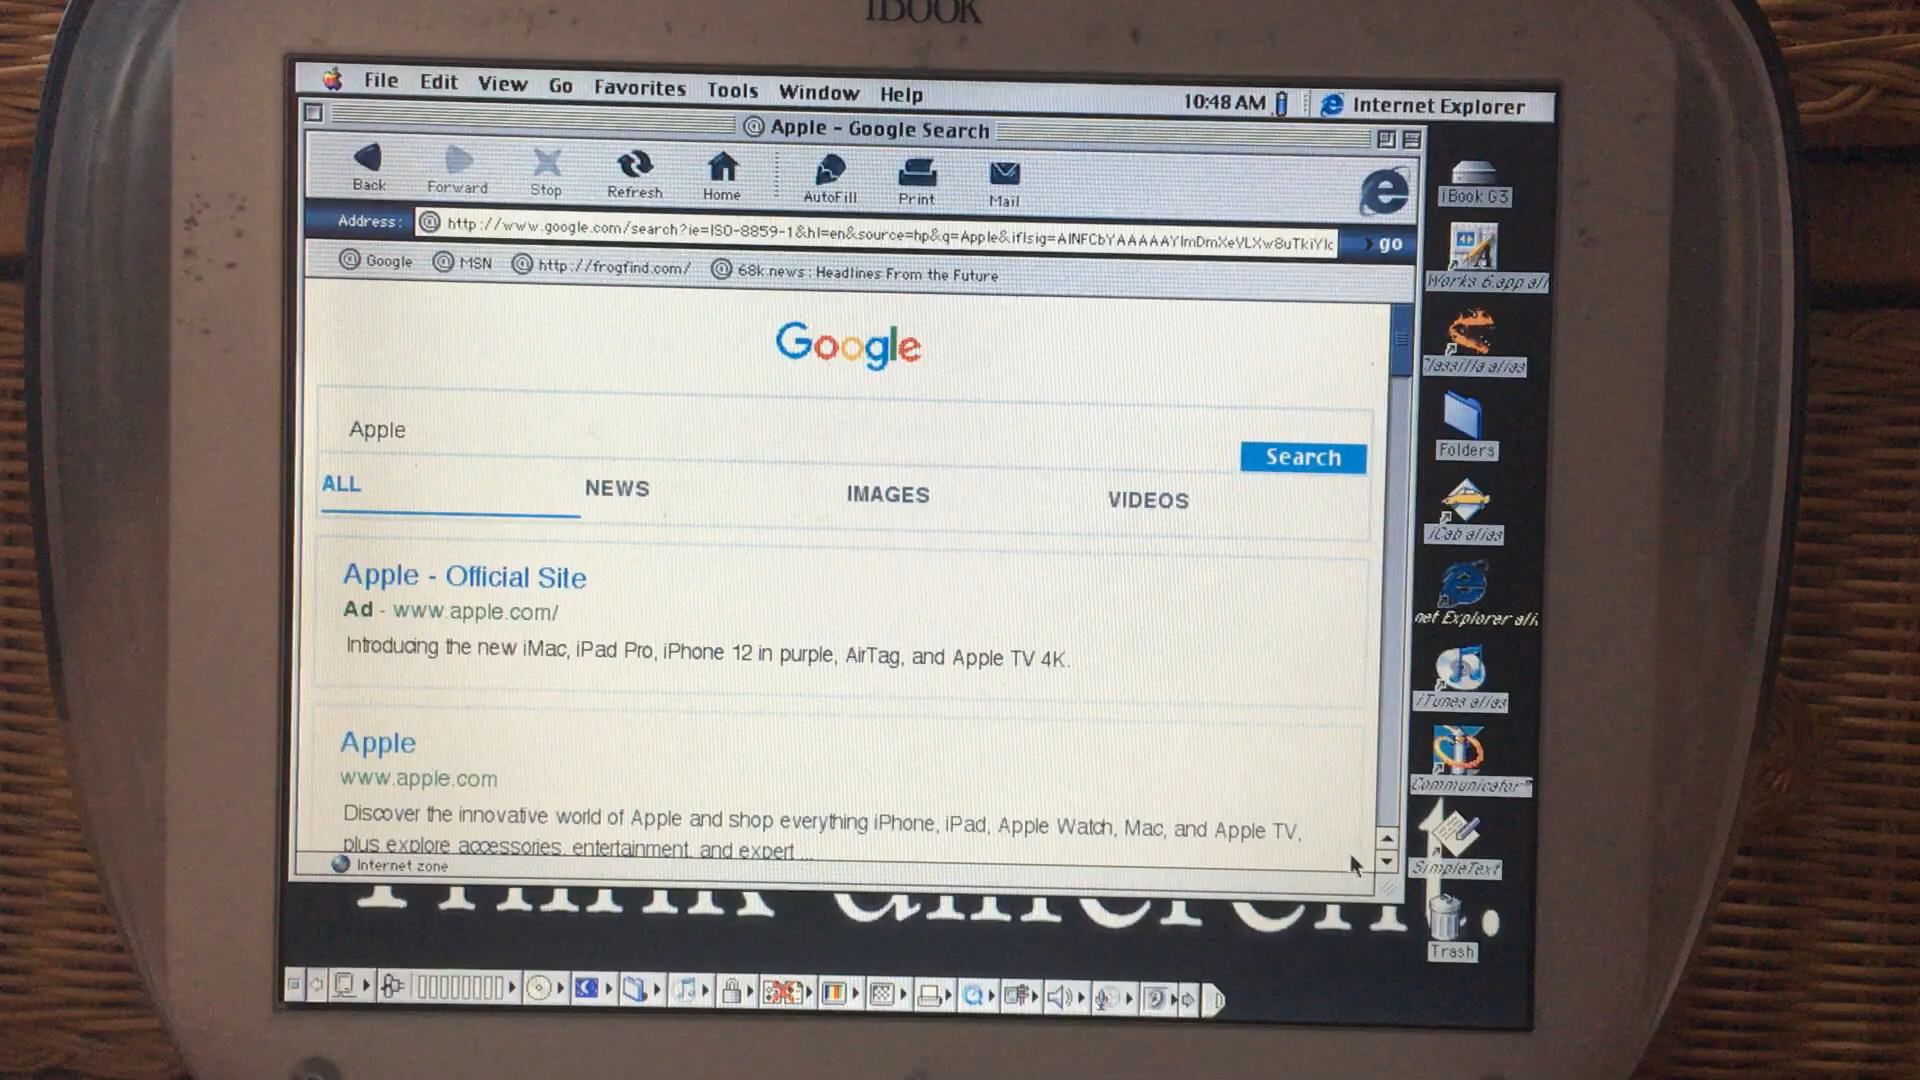 IBOOK
File Edit View Go Favorites Tools Window Help 10:48 AM Internet Explorer
Apple - Google Search
Back Forward Stop Refresh Home AutoFill Print Mail
Address: http://www.google.com/search?ie=ISO-8859-1&hl=en&source=hp&q=Apple&iflsig= go
Google MSN http://frogfind.com/ 68k.news: Headlines From the Future
Google
Apple
Search
ALL NEWS IMAGES VIDEOS
Apple - Official Site
Ad - www.apple.com/
Introducing the new iMac, iPad Pro, iPhone 12 in purple, AirTag, and Apple TV 4K.
Apple
www.apple.com
Discover the innovative world of Apple and shop everything iPhone, iPad, Apple Watch, Mac, and Apple TV,
plus explore accessories, entertainment, and expert ...
Internet zone
Think different.
iBook G3
Works 6.app ali
Classilla alias
Folders
iCab alias
net Explorer ali
iTunes alias
Communicator™
SimpleText
Trash